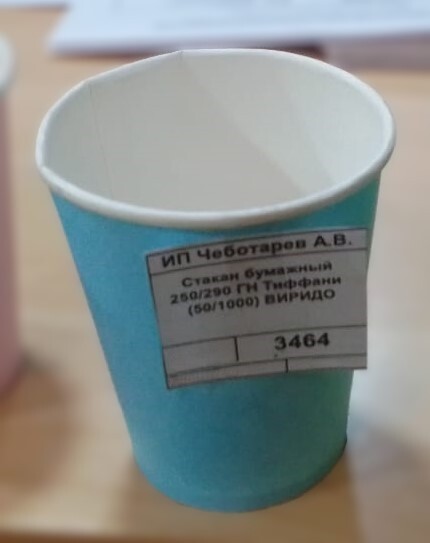 ИП Чеботарев А.В.
Стакан бумажный
250/290 ГН Тиффани
(50/1000) ВИРИДО
3464